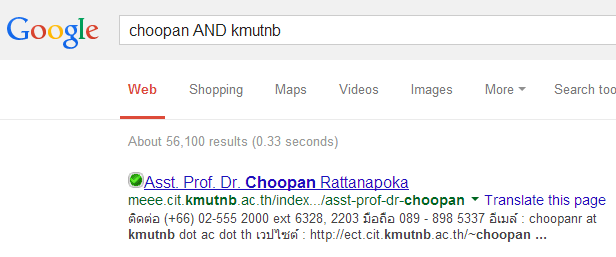 Google choopan AND kmutnb
Web Shopping Maps Videos Images More Search too
About 56,100 results (0.33 seconds)
Asst. Prof. Dr. Choopan Rattanapoka
meee.cit.kmutnb.ac.th/index.../asst-prof-dr-choopan Translate this page
ติดต่อ (+66) 02-555 2000 ext 6328, 2203 มือถือ 089 - 898 5337 อีเมล์ : choopanr at
kmutnb dot ac dot th เวปไซต์ : http://ect.cit.kmutnb.ac.th/~choopan ...